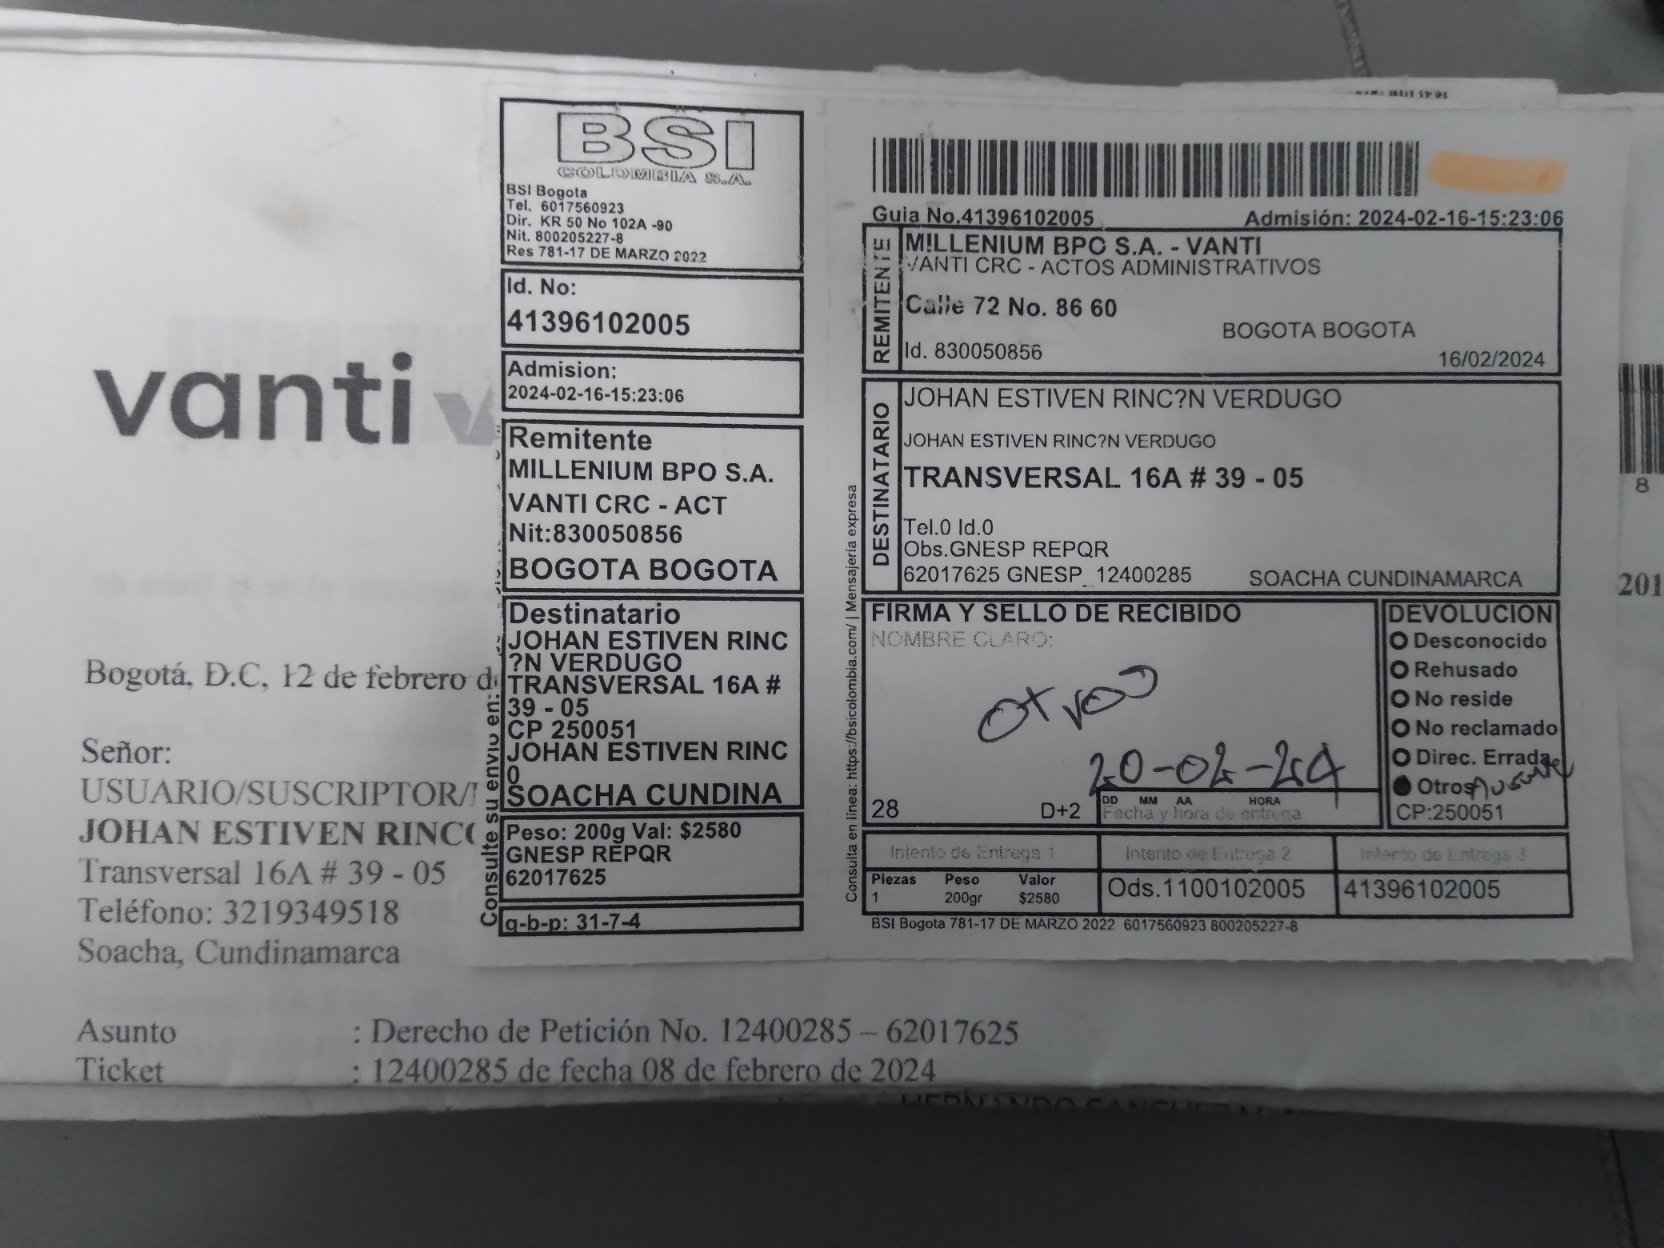 vanti
Bogotá, D.C, 12 de febrero d
Señor:
USUARIO/SUSCRIPTOR/
JOHAN ESTIVEN RINC
Transversal 16A # 39 - 05
Teléfono: 3219349518
Soacha, Cundinamarca
Asunto : Derecho de Petición No. 12400285 – 62017625
Ticket : 12400285 de fecha 08 de febrero de 2024
BSI
COLOMBIA S.A.
BSI Bogota
Tel. 6017560923
Dir. KR 50 No 102A -90
Nit. 800205227-8
Res 781-17 DE MARZO 2022
Id. No:
41396102005
Admision:
2024-02-16-15:23:06
Remitente
MILLENIUM BPO S.A.
VANTI CRC - ACT
Nit:830050856
BOGOTA BOGOTA
Destinatario
JOHAN ESTIVEN RINC
?N VERDUGO
TRANSVERSAL 16A #
39 - 05
CP 250051
JOHAN ESTIVEN RINC
SOACHA CUNDINA
Peso: 200g Val: $2580
GNESP REPQR
62017625
g-b-p: 31-7-4
Consulte su envio en:
Guia No.41396102005 Admisión: 2024-02-16-15:23:06
REMITENTE
MILLENIUM BPO S.A. - VANTI
VANTI CRC - ACTOS ADMINISTRATIVOS
Calle 72 No. 86 60
BOGOTA BOGOTA
Id. 830050856
16/02/2024
DESTINATARIO
JOHAN ESTIVEN RINC?N VERDUGO
JOHAN ESTIVEN RINC?N VERDUGO
TRANSVERSAL 16A # 39 - 05
Tel.0 Id.0
Obs.GNESP REPQR
62017625 GNESP_12400285 SOACHA CUNDINAMARCA
Consulta en línea: https://bsicolombia.com/ | Mensajería expresa
FIRMA Y SELLO DE RECIBIDO
NOMBRE CLARO:
Otros
20-02-24
28 D+2
DD MM AA HORA
Fecha y hora de entrega
DEVOLUCION
Desconocido
Rehusado
No reside
No reclamado
Direc. Errada
Otros Ausente
CP:250051
Intento de Entrega 1 Intento de Entrega 2 Intento de Entrega 3
Piezas Peso Valor
1 200gr $2580
Ods.1100102005
41396102005
BSI Bogota 781-17 DE MARZO 2022 6017560923 800205227-8
8
201